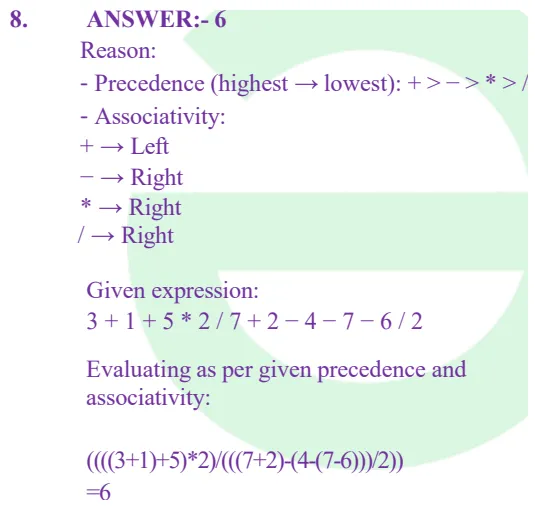 8. ANSWER:- 6
Reason:
- Precedence (highest → lowest): + > − > * > /
- Associativity:
+ → Left
− → Right
* → Right
/ → Right
Given expression:
3 + 1 + 5 * 2 / 7 + 2 − 4 − 7 − 6 / 2
Evaluating as per given precedence and
associativity:
((((3+1)+5)*2)/(((7+2)-(4-(7-6)))/2))
=6